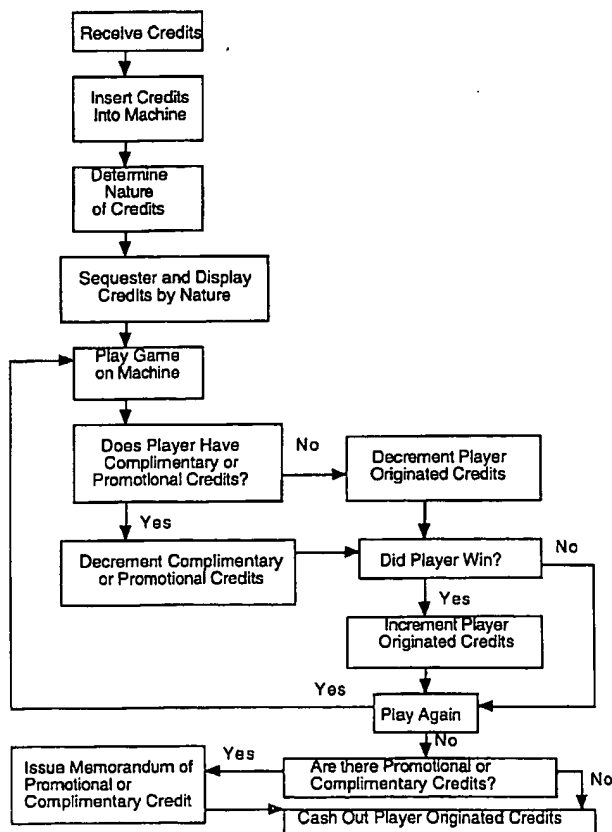 Receive Credits
Insert Credits
Into Machine
Determine
Nature
of Credits
Sequester and Display
Credits by Nature
Play Game
on Machine
Does Player Have
Complimentary or
Promotional Credits?
No
Decrement Player
Originated Credits
Yes
Decrement Complimentary
or Promotional Credits
Did Player Win?
No
Yes
Increment Player
Originated Credits
Yes
Play Again
No
Are there Promotional or
Complimentary Credits?
Yes
No
Issue Memorandum of
Promotional or
Complimentary Credit
Cash Out Player Originated Credits